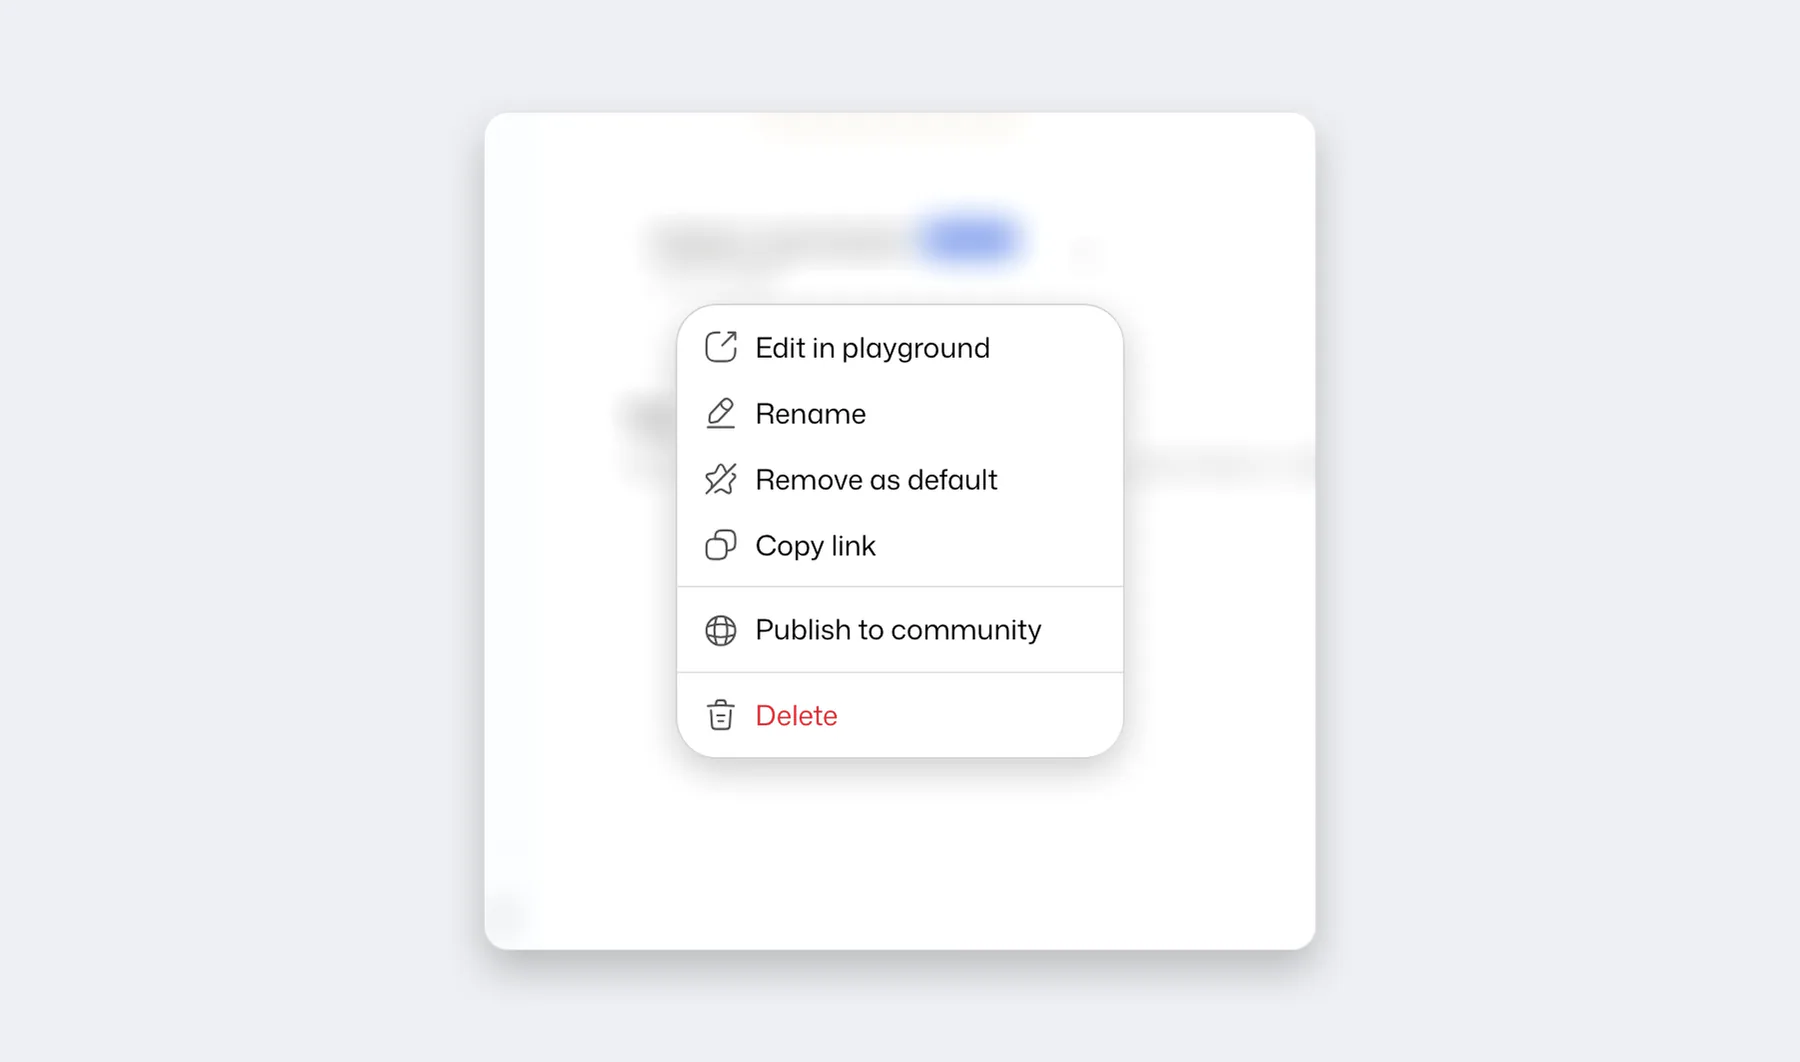 Edit in playground
Rename
Remove as default
Copy link
Publish to community
Delete